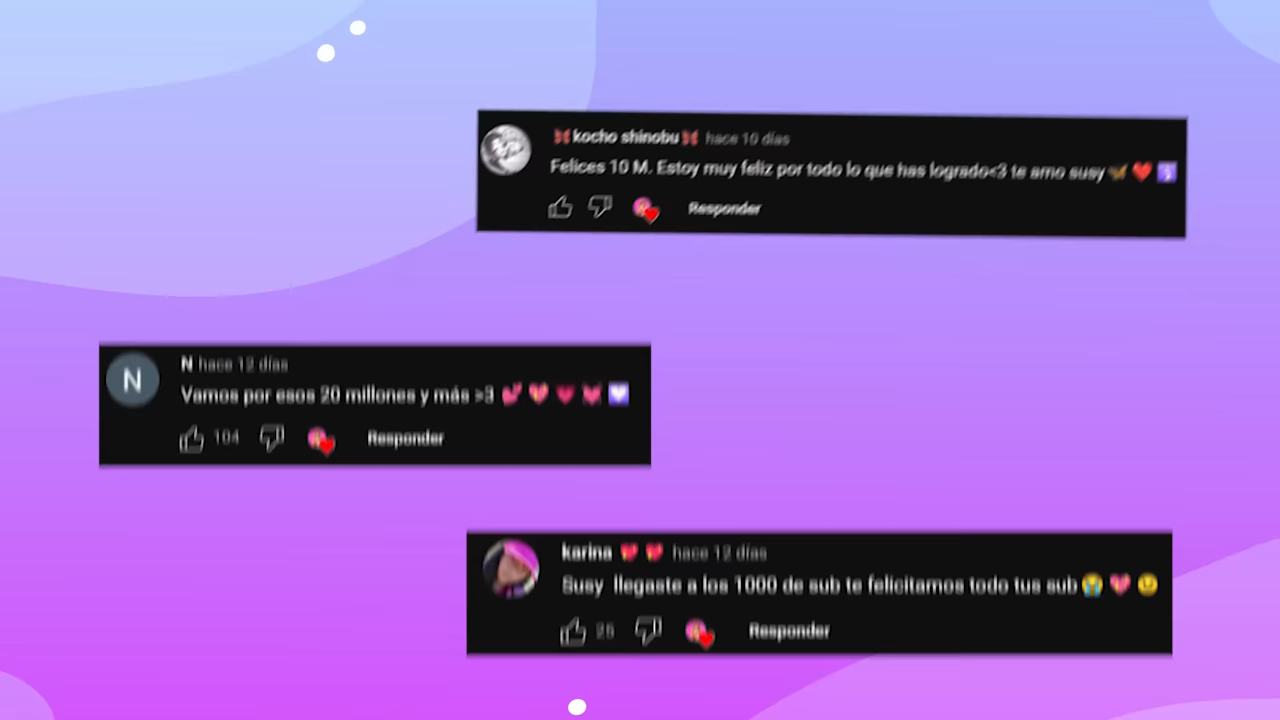 kocho shinobu hace 10 días
Felices 10 M. Estoy muy feliz por todo lo que has logrado<3 te amo susy
Responder
N
N hace 12 días
Vamos por esos 20 millones y más >3
104 Responder
karina hace 12 días
Susy llegaste a los 1000 de sub te felicitamos todo tus sub
25 Responder